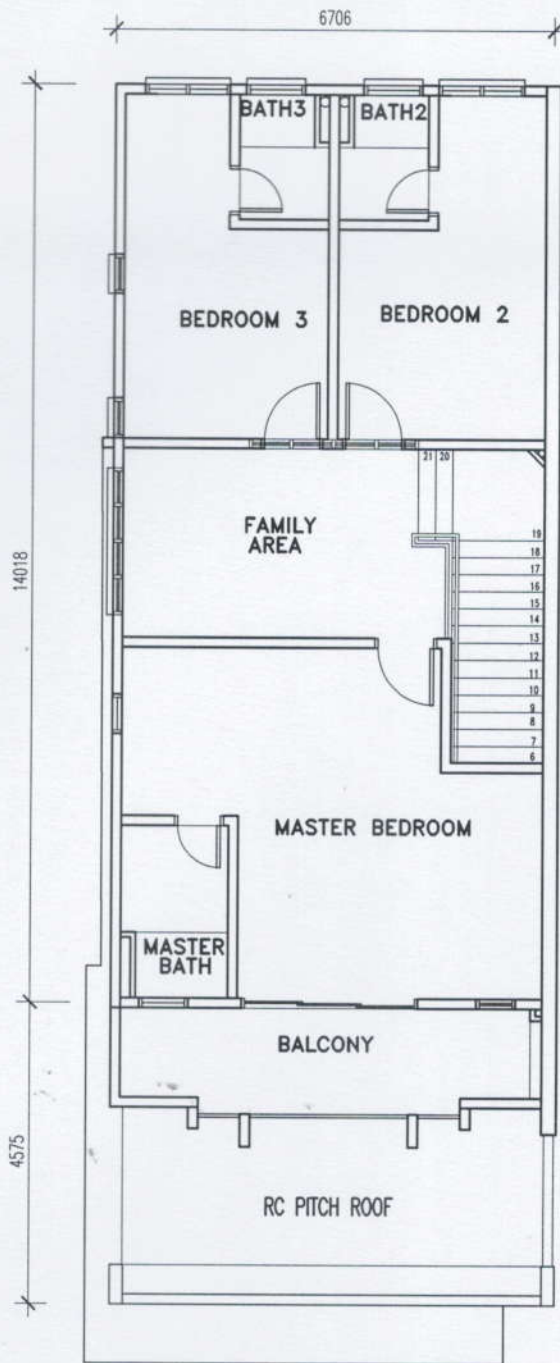 6706
BATH3
BATH2
BEDROOM 3
BEDROOM 2
21 20
FAMILY
AREA
19
18
17
16
15
14
13
12
11
10
9
8
7
6
14018
MASTER BEDROOM
MASTER
BATH
BALCONY
4575
RC PITCH ROOF